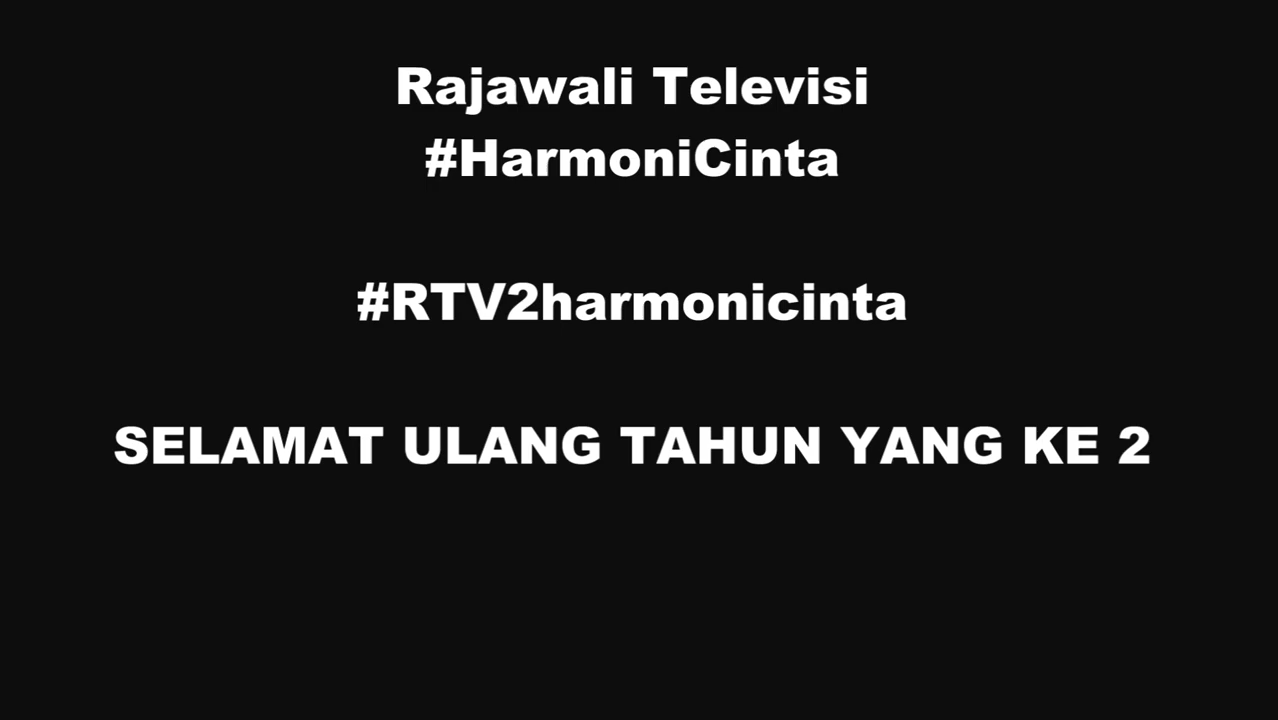 Rajawali Televisi
#HarmoniCinta
#RTV2harmonicinta
SELAMAT ULANG TAHUN YANG KE 2